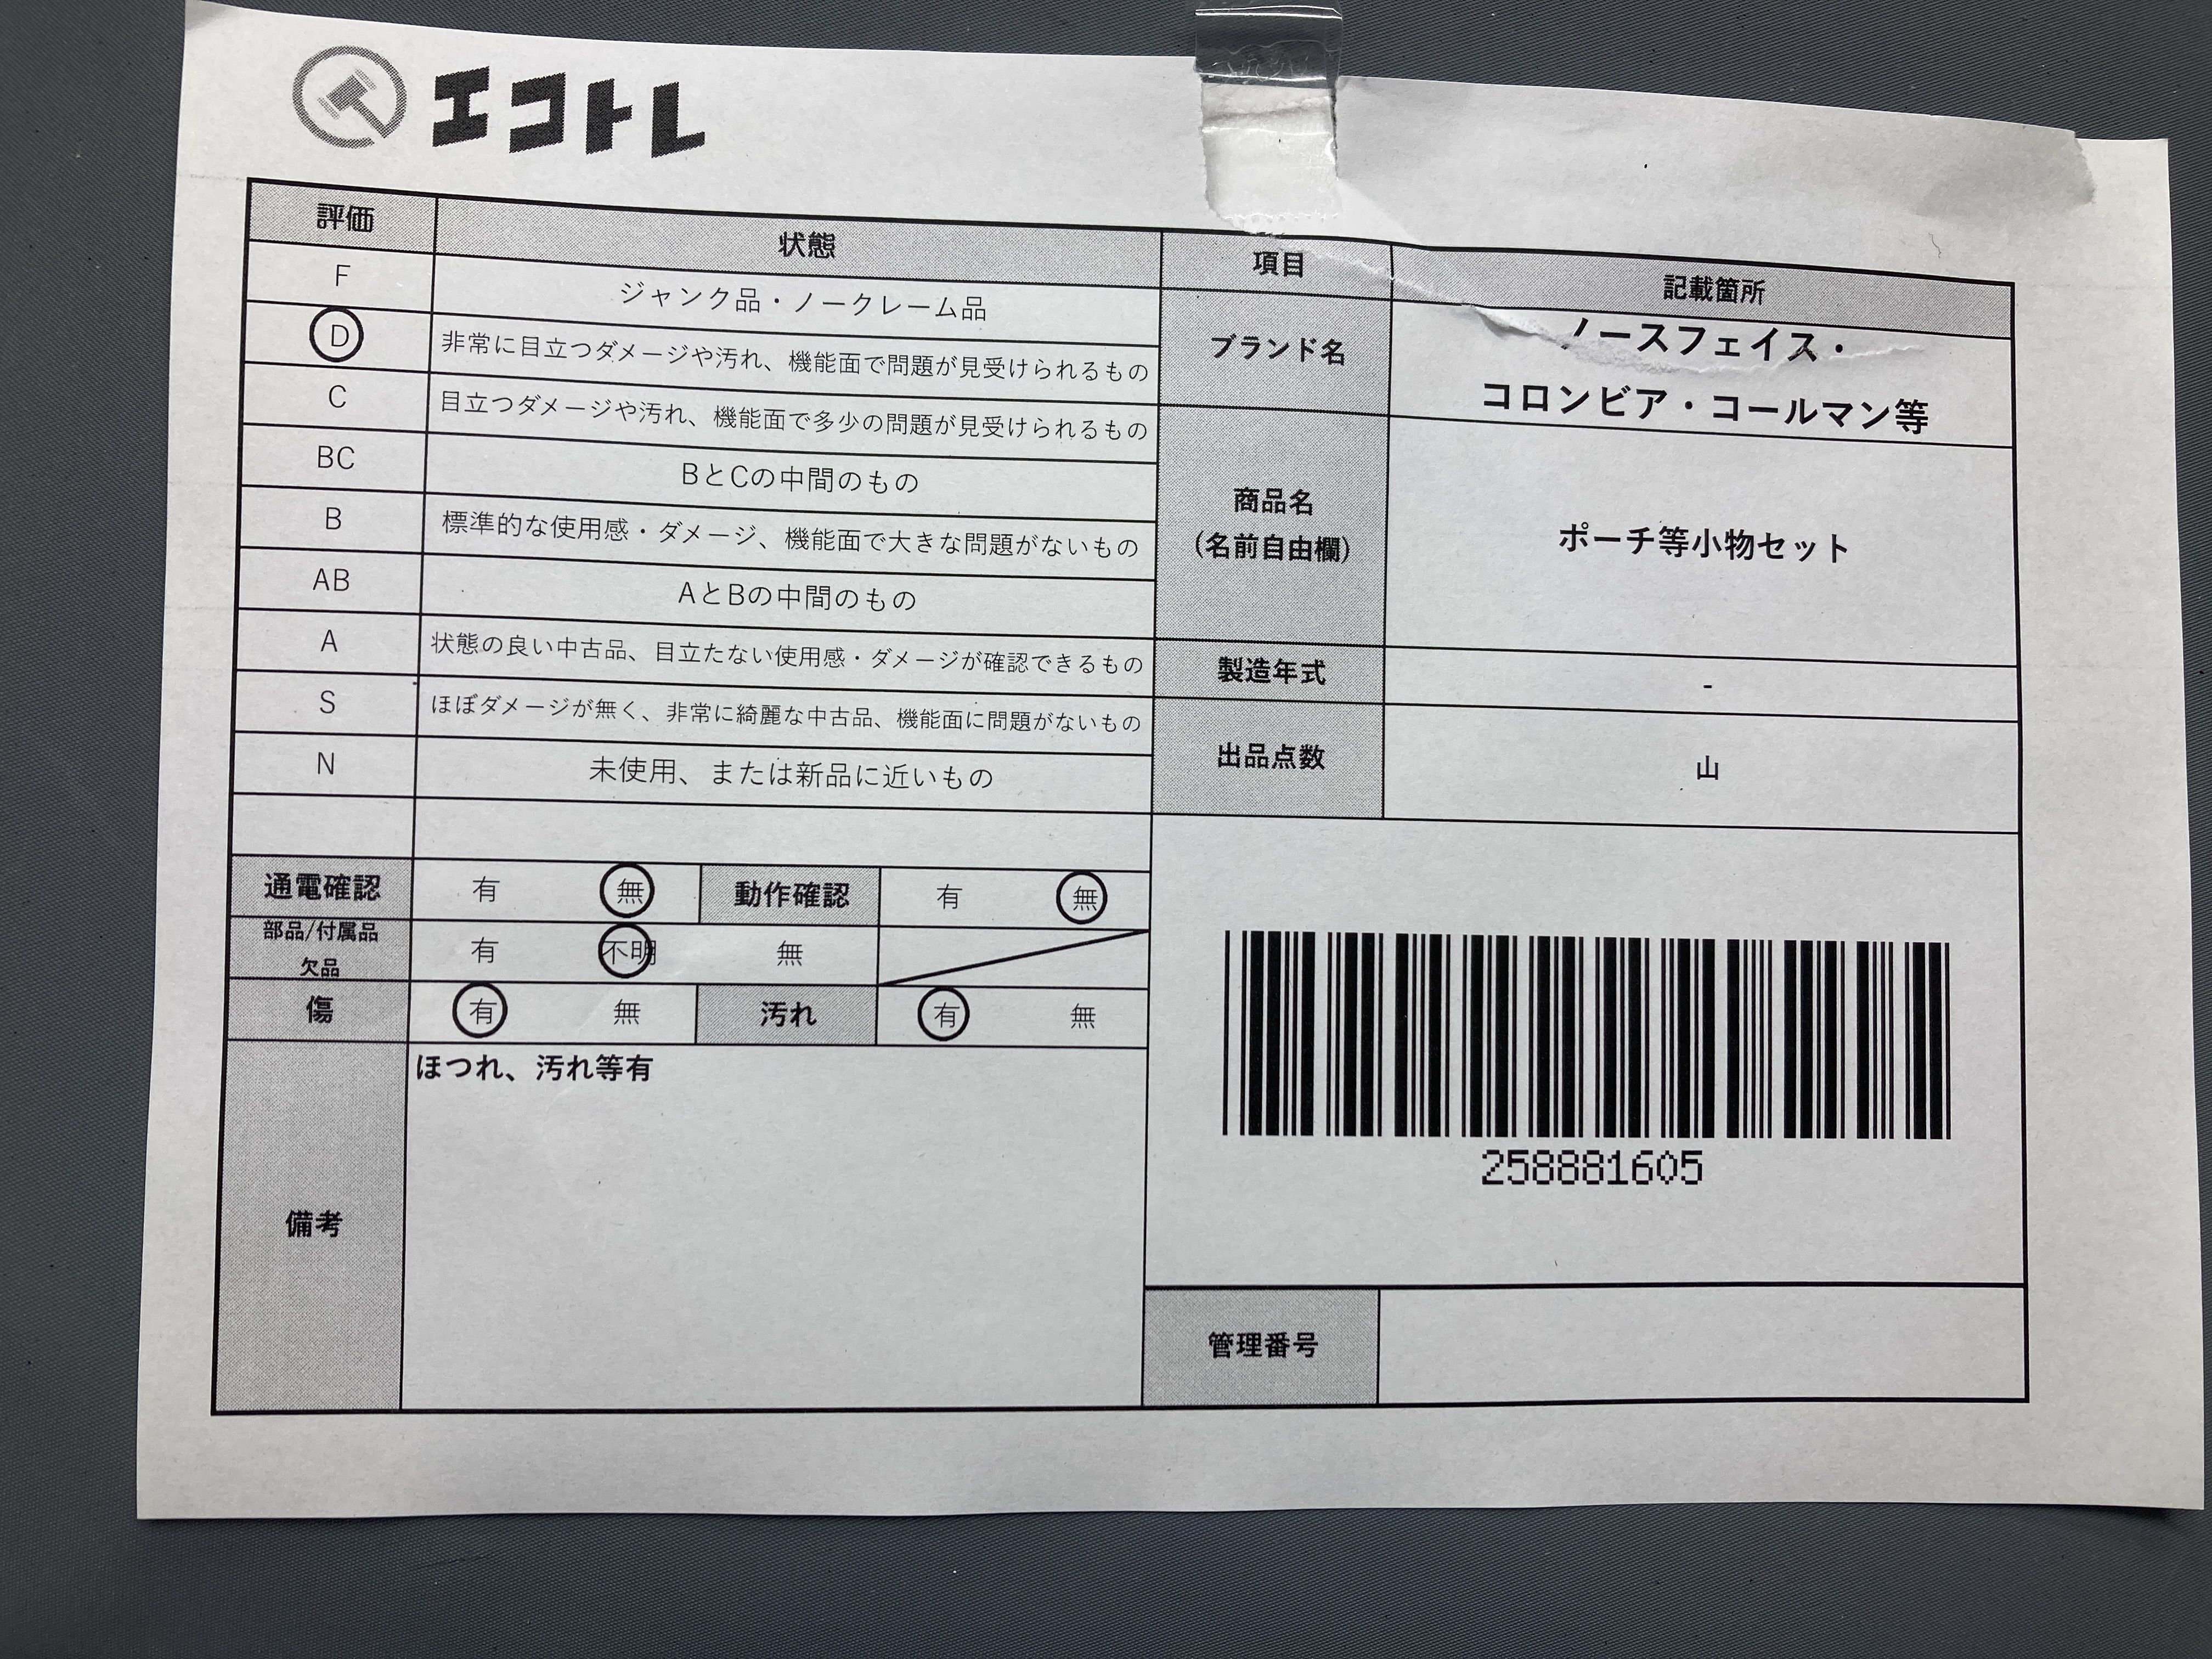 エコトレ
評価 状態
F ジャンク品・ノークレーム品
D 非常に目立つダメージや汚れ、機能面で問題が見受けられるもの
C 目立つダメージや汚れ、機能面で多少の問題が見受けられるもの
BC BとCの中間のもの
B 標準的な使用感・ダメージ、機能面で大きな問題がないもの
AB AとBの中間のもの
A 状態の良い中古品、目立たない使用感・ダメージが確認できるもの
S ほぼダメージが無く、非常に綺麗な中古品、機能面に問題がないもの
N 未使用、または新品に近いもの
通電確認 有 無 動作確認 有 無
部品/付属品
欠品 有 不明 無
傷 有 無 汚れ 有 無
備考 ほつれ、汚れ等有
項目 記載箇所
ブランド名 ノースフェイス・
コロンビア・コールマン等
商品名
(名前自由欄) ポーチ等小物セット
製造年式 -
出品点数 山
258881605
管理番号